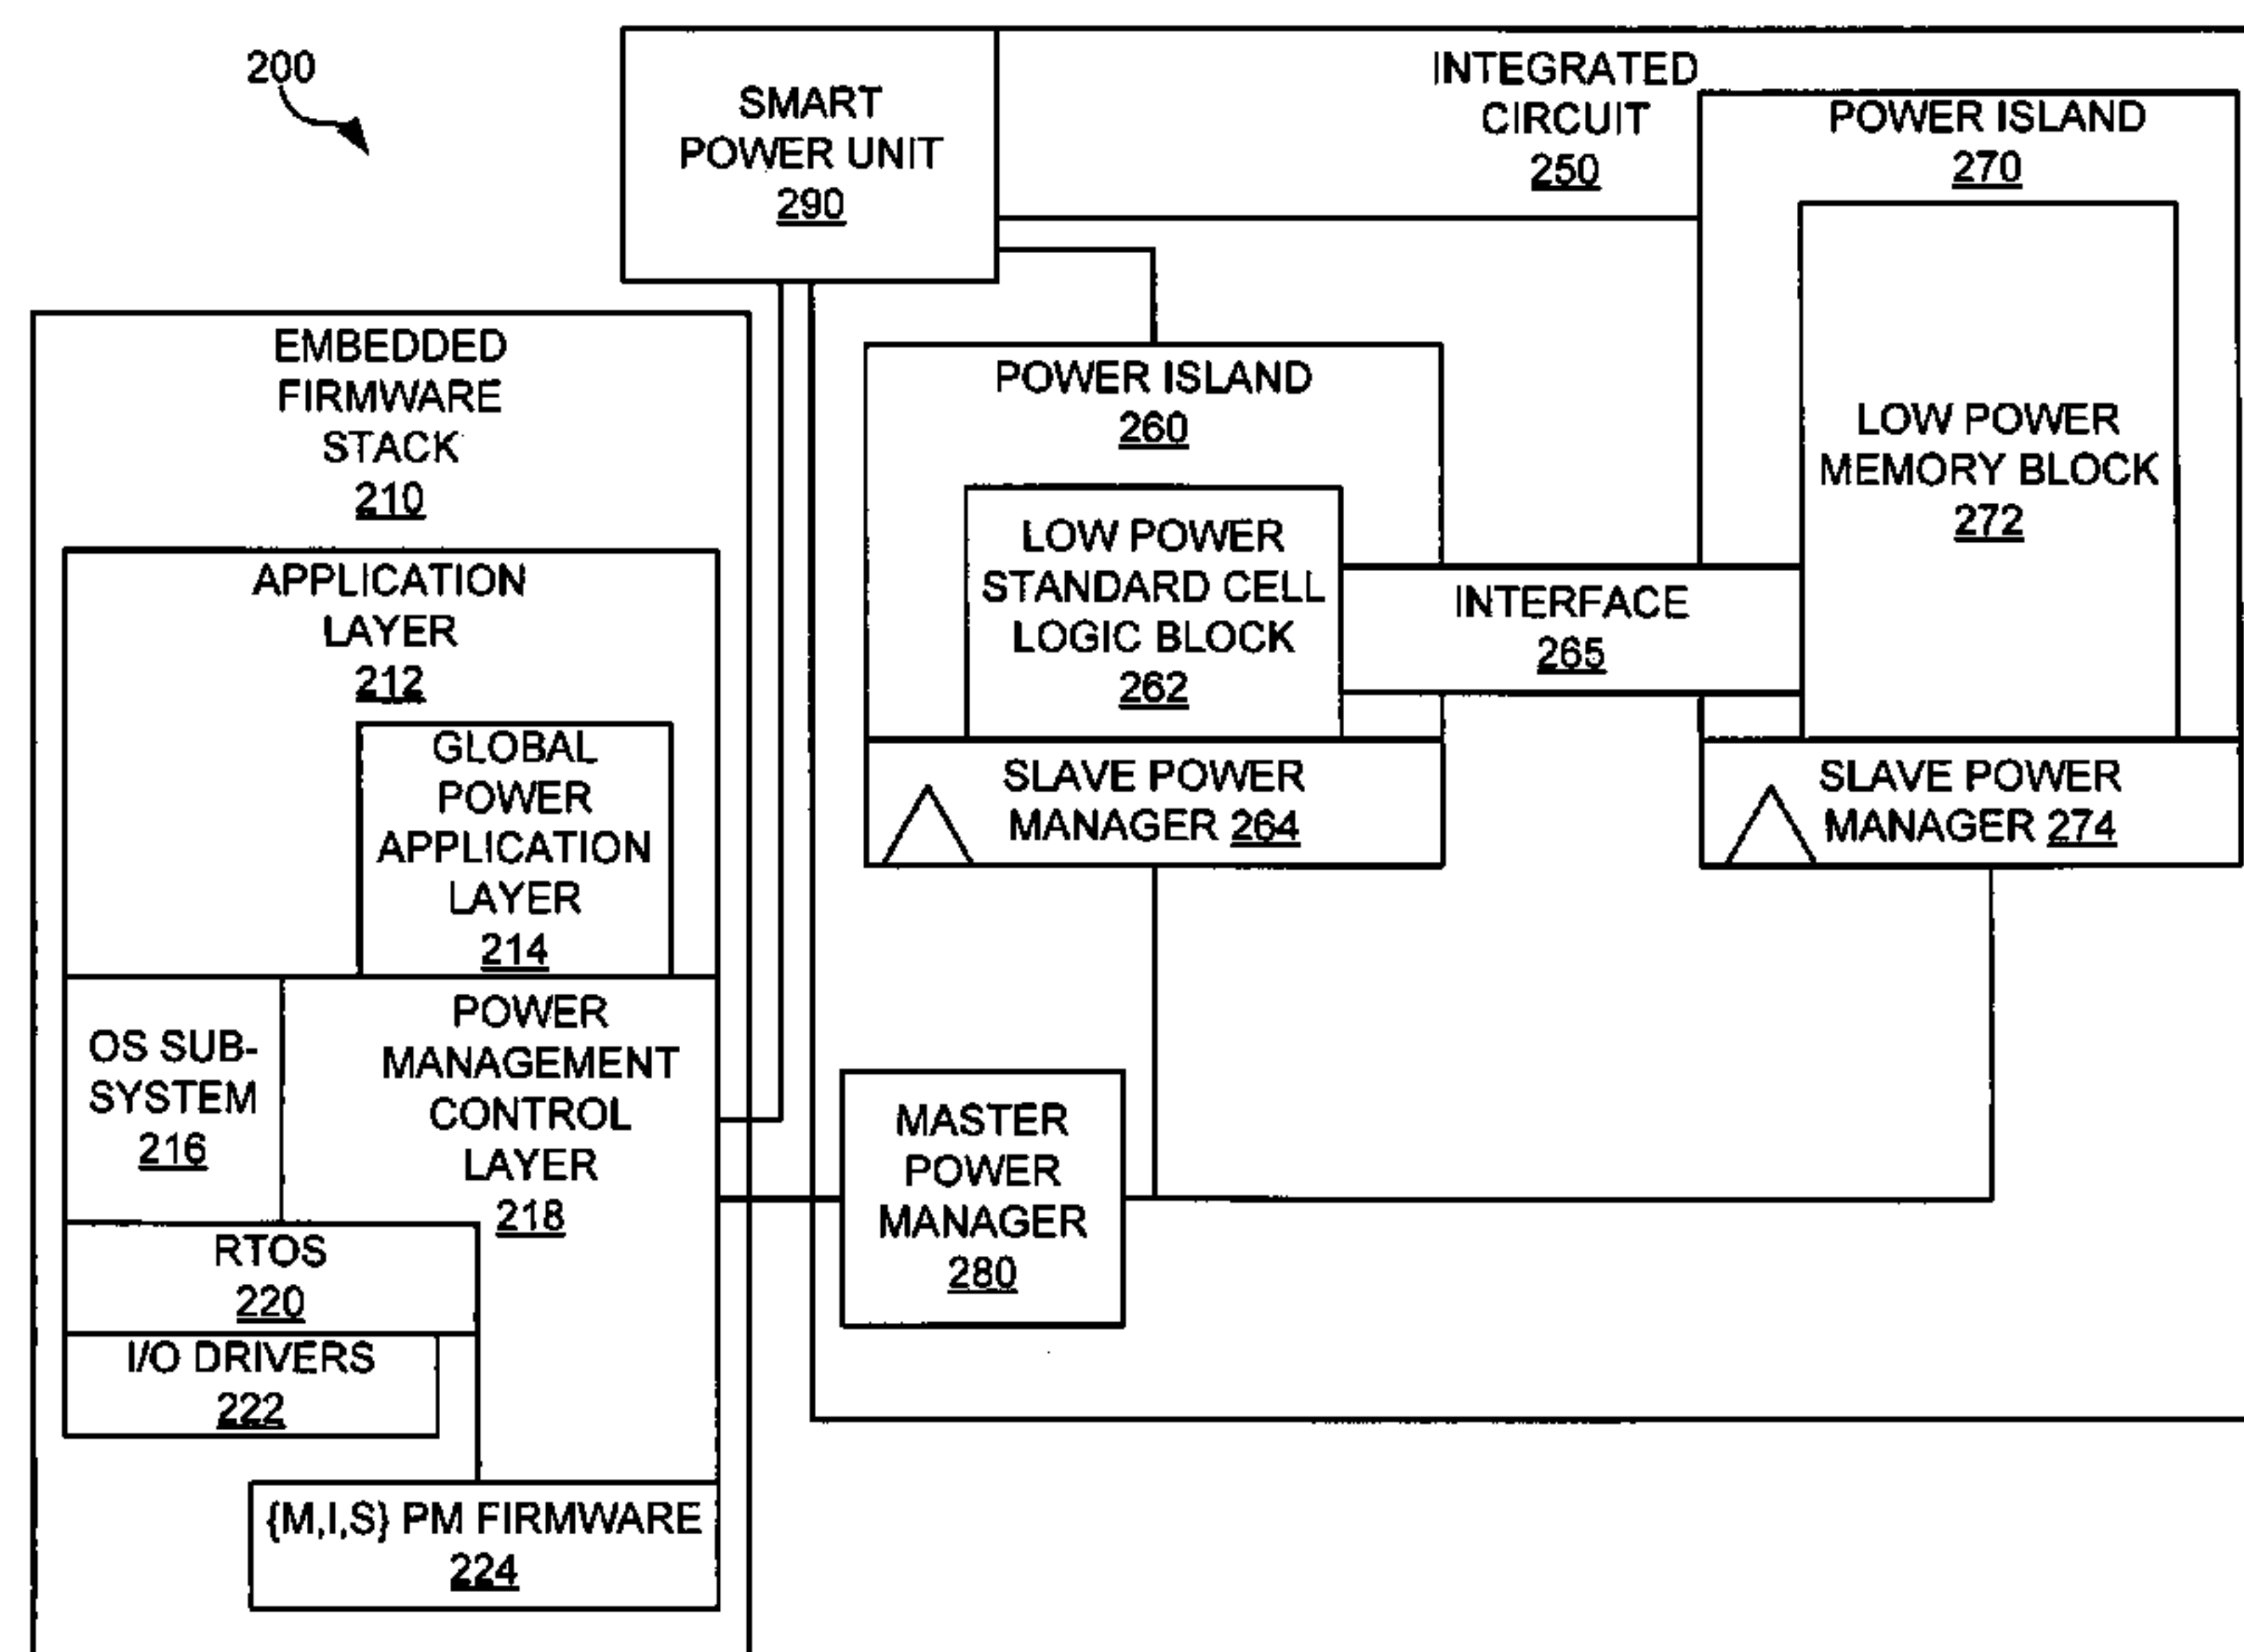 200
SMART
POWER UNIT
290
INTEGRATED
CIRCUIT
250
POWER ISLAND
270
LOW POWER
MEMORY BLOCK
272
POWER ISLAND
260
LOW POWER
STANDARD CELL
LOGIC BLOCK
262
INTERFACE
265
SLAVE POWER
MANAGER 264
SLAVE POWER
MANAGER 274
MASTER
POWER
MANAGER
280
EMBEDDED
FIRMWARE
STACK
210
APPLICATION
LAYER
212
GLOBAL
POWER
APPLICATION
LAYER
214
OS SUB-
SYSTEM
216
POWER
MANAGEMENT
CONTROL
LAYER
218
RTOS
220
I/O DRIVERS
222
{M,I,S} PM FIRMWARE
224